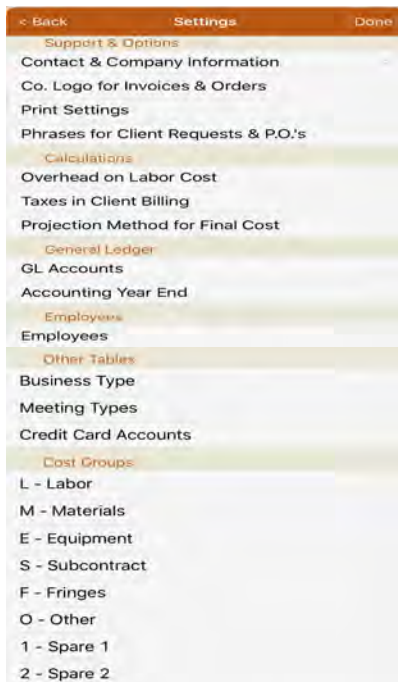 < Back Settings Done
Support & Options
Contact & Company Information
Co. Logo for Invoices & Orders
Print Settings
Phrases for Client Requests & P.O.'s
Calculations
Overhead on Labor Cost
Taxes in Client Billing
Projection Method for Final Cost
General Ledger
GL Accounts
Accounting Year End
Employees
Employees
Other Tables
Business Type
Meeting Types
Credit Card Accounts
Cost Groups
L - Labor
M - Materials
E - Equipment
S - Subcontract
F - Fringes
O - Other
1 - Spare 1
2 - Spare 2